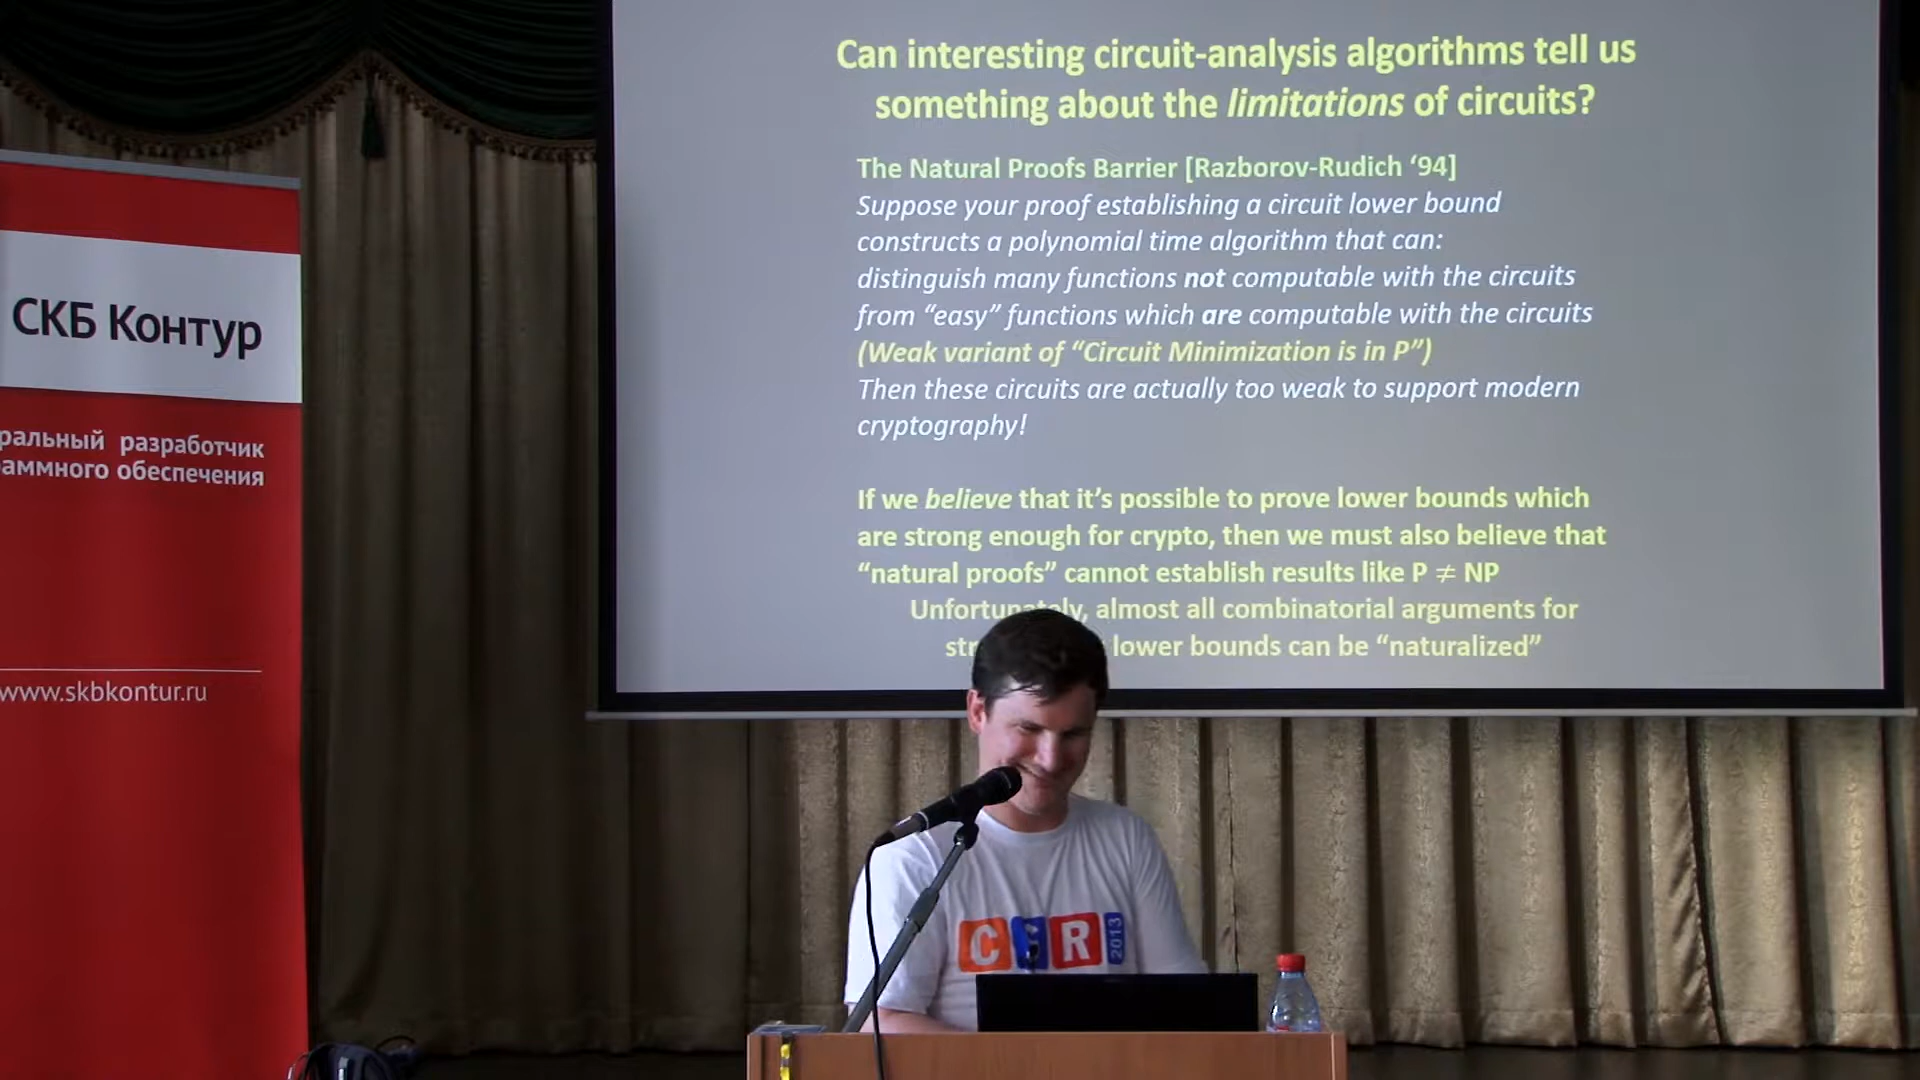 Can interesting circuit-analysis algorithms tell us
something about the limitations of circuits?
The Natural Proofs Barrier [Razborov-Rudich ‘94]
Suppose your proof establishing a circuit lower bound
constructs a polynomial time algorithm that can:
distinguish many functions not computable with the circuits
from “easy” functions which are computable with the circuits
(Weak variant of “Circuit Minimization is in P”)
Then these circuits are actually too weak to support modern
cryptography!
If we believe that it’s possible to prove lower bounds which
are strong enough for crypto, then we must also believe that
“natural proofs” cannot establish results like P ≠ NP
Unfortunately, almost all combinatorial arguments for
lower bounds can be “naturalized”
СКБ Контур
разработчик
обеспечения
www.skbkontur.ru
CSR 2013